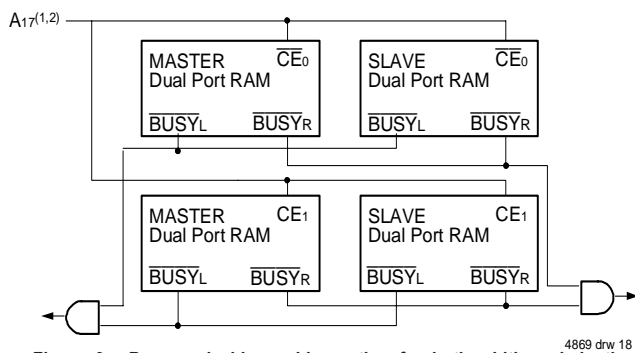 A17(1,2)
MASTER CE0
Dual Port RAM
BUSYL BUSYR
SLAVE CE0
Dual Port RAM
BUSYL BUSYR
MASTER CE1
Dual Port RAM
BUSYL BUSYR
SLAVE CE1
Dual Port RAM
BUSYL BUSYR
4869 drw 18